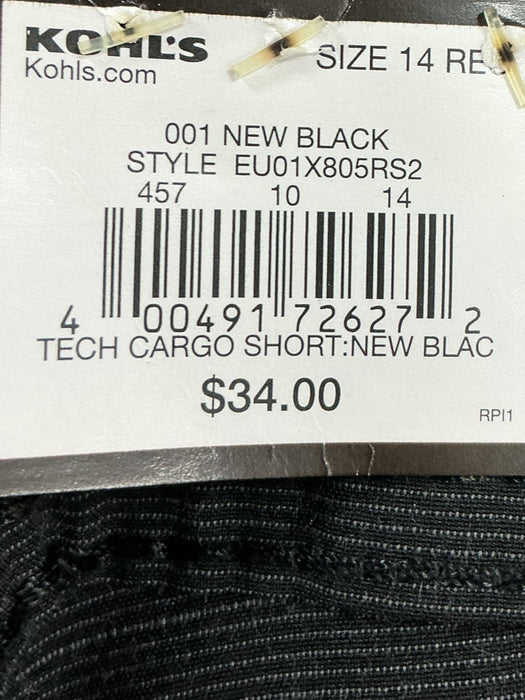 KOHL'S
Kohls.com
SIZE 14 REG
001 NEW BLACK
STYLE EU01X805RS2
457 10 14
4 00491 72627 2
TECH CARGO SHORT:NEW BLAC
$34.00
RPI1